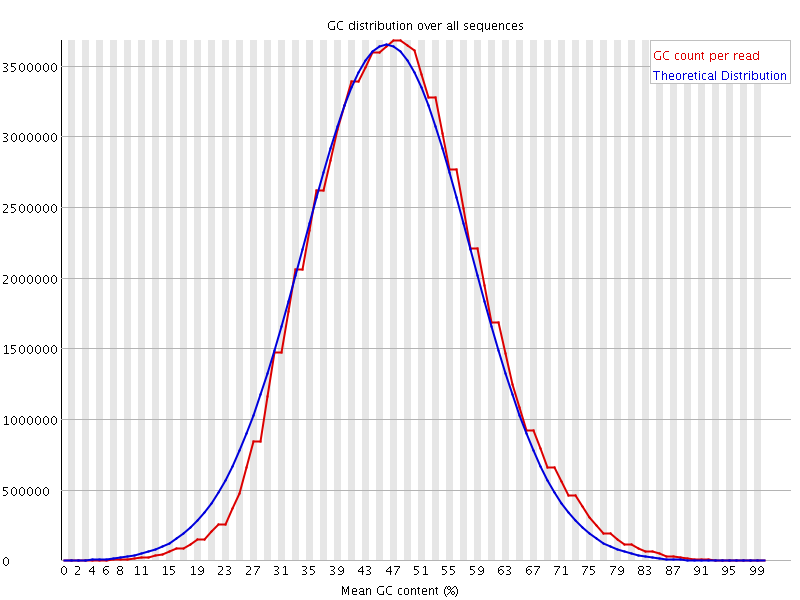 GC distribution over all sequences
GC count per read
Theoretical Distribution
3500000
3000000
2500000
2000000
1500000
1000000
500000
0
0 2 4 6 8 11 15 19 23 27 31 35 39 43 47 51 55 59 63 67 71 75 79 83 87 91 95 99
Mean GC content (%)